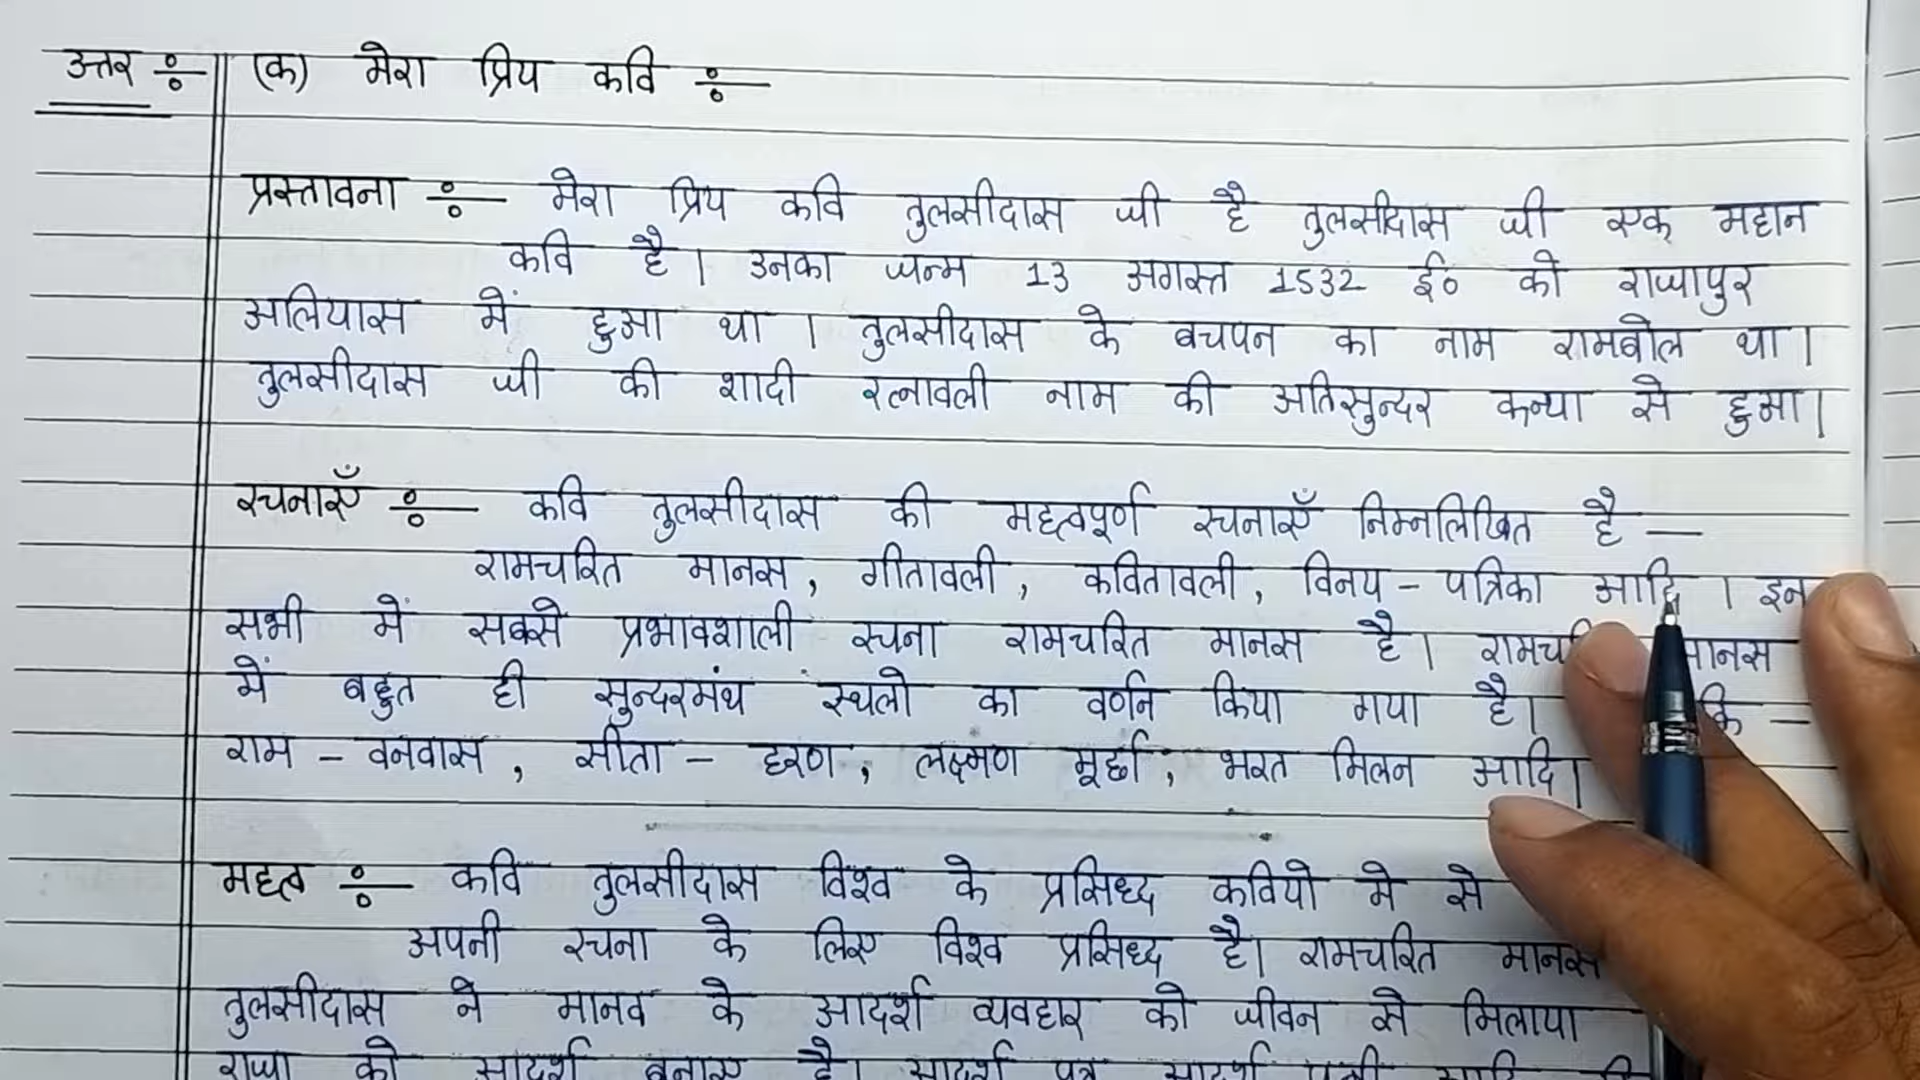 उत्तर ÷ (क) मेरा प्रिय कवि ÷
प्रस्तावना ÷ मेरा प्रिय कवि तुलसीदास जी है तुलसीदास जी एक महान
कवि है। उनका जन्म 13 अगस्त 1532 ई० को राजापुर
अलियास में हुआ था। तुलसीदास के बचपन का नाम रामबोल था।
तुलसीदास जी की शादी रत्नावली नाम की अतिसुन्दर कन्या से हुआ।
रचनाएँ ÷ कवि तुलसीदास की महत्वपूर्ण रचनाएँ निम्नलिखित है —
रामचरित मानस, गीतावली, कवितावली, विनय - पत्रिका आदि। इन
सभी में सबसे प्रभावशाली रचना रामचरित मानस है। मानस
में बहुत ही सुन्दरमंथ स्थलो का वर्णन किया गया है। कि -
राम - वनवास, सीता - हरण, लक्ष्मण मूर्छा, भरत मिलन आदि।
महत्व ÷ कवि तुलसीदास विश्व के प्रसिध्द कवियो मे से
अपनी रचना के लिए विश्व प्रसिध्द है। रामचरित मानस
तुलसीदास ने मानव के आदर्श व्यवहार को जीवन से मिलाया
राजा को आदर्श बनाए है। आदर्श